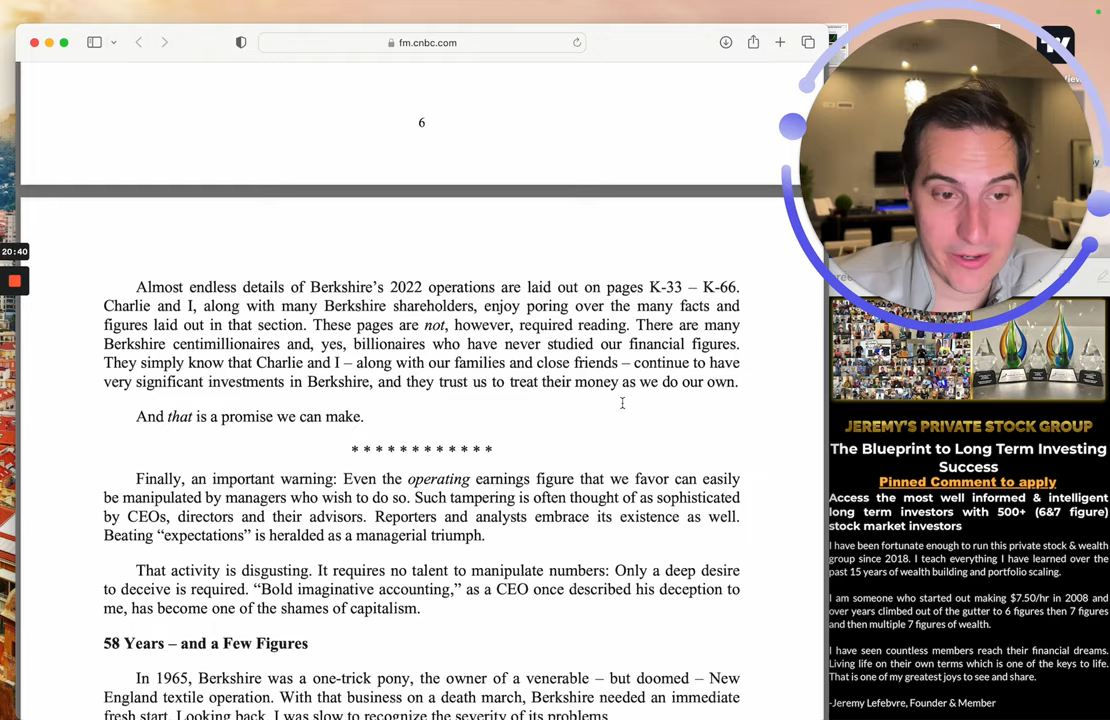 fm.cnbc.com
6
20:40
Almost endless details of Berkshire’s 2022 operations are laid out on pages K-33 – K-66.
Charlie and I, along with many Berkshire shareholders, enjoy poring over the many facts and
figures laid out in that section. These pages are not, however, required reading. There are many
Berkshire centimillionaires and, yes, billionaires who have never studied our financial figures.
They simply know that Charlie and I – along with our families and close friends – continue to have
very significant investments in Berkshire, and they trust us to treat their money as we do our own.
And that is a promise we can make.
* * * * * * * * * * * *
Finally, an important warning: Even the operating earnings figure that we favor can easily
be manipulated by managers who wish to do so. Such tampering is often thought of as sophisticated
by CEOs, directors and their advisors. Reporters and analysts embrace its existence as well.
Beating “expectations” is heralded as a managerial triumph.
That activity is disgusting. It requires no talent to manipulate numbers: Only a deep desire
to deceive is required. “Bold imaginative accounting,” as a CEO once described his deception to
me, has become one of the shames of capitalism.
58 Years – and a Few Figures
In 1965, Berkshire was a one-trick pony, the owner of a venerable – but doomed – New
England textile operation. With that business on a death march, Berkshire needed an immediate
fresh start. Looking back, I was slow to recognize the severity of its problems.
JEREMY'S PRIVATE STOCK GROUP
The Blueprint to Long Term Investing
Success
Pinned Comment to apply
Access the most well informed & intelligent
long term investors with 500+ (6&7 figure)
stock market investors
I have been fortunate enough to run this private stock & wealth
group since 2018. I teach everything I have learned over the
past 15 years of wealth building and portfolio scaling.
I am someone who started out making $7.50/hr in 2008 and
over years climbed out of the gutter to 6 figures then 7 figures
and then multiple 7 figures of wealth.
I have seen countless members reach their financial dreams.
Living life on their own terms which is one of the keys to life.
That is one of my greatest joys to see and share.
-Jeremy Lefebvre, Founder & Member